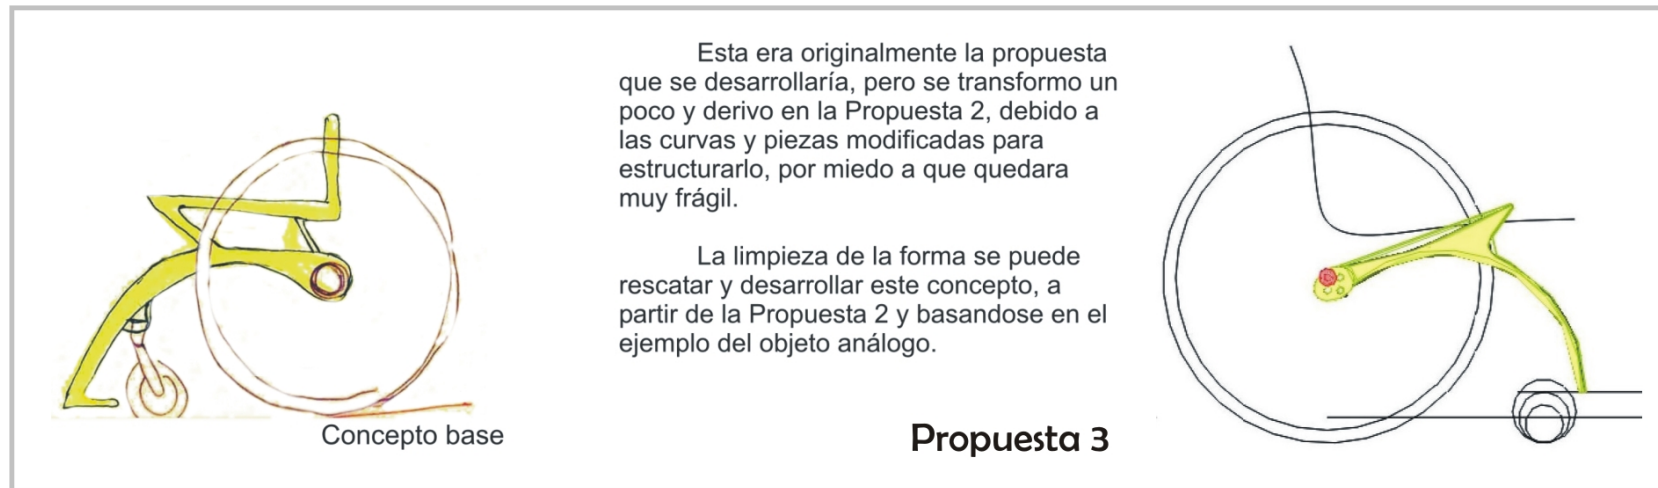 Esta era originalmente la propuesta
que se desarrollaría, pero se transformo un
poco y derivo en la Propuesta 2, debido a
las curvas y piezas modificadas para
estructurarlo, por miedo a que quedara
muy frágil.
La limpieza de la forma se puede
rescatar y desarrollar este concepto, a
partir de la Propuesta 2 y basandose en el
ejemplo del objeto análogo.
Concepto base
Propuesta 3